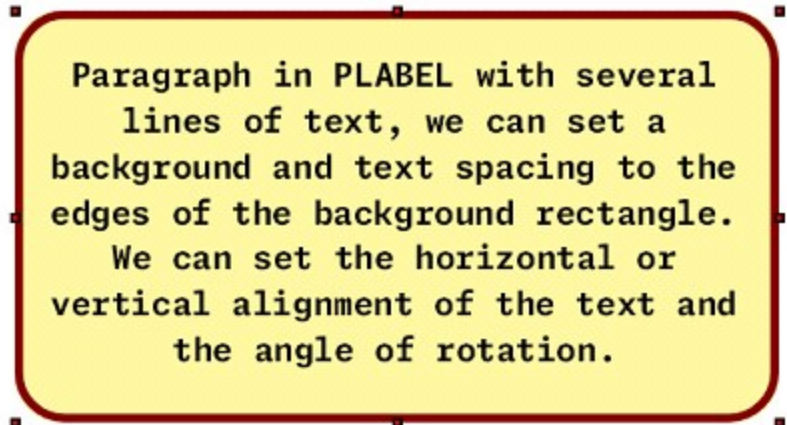 Paragraph in PLABEL with several
lines of text, we can set a
background and text spacing to the
edges of the background rectangle.
We can set the horizontal or
vertical alignment of the text and
the angle of rotation.